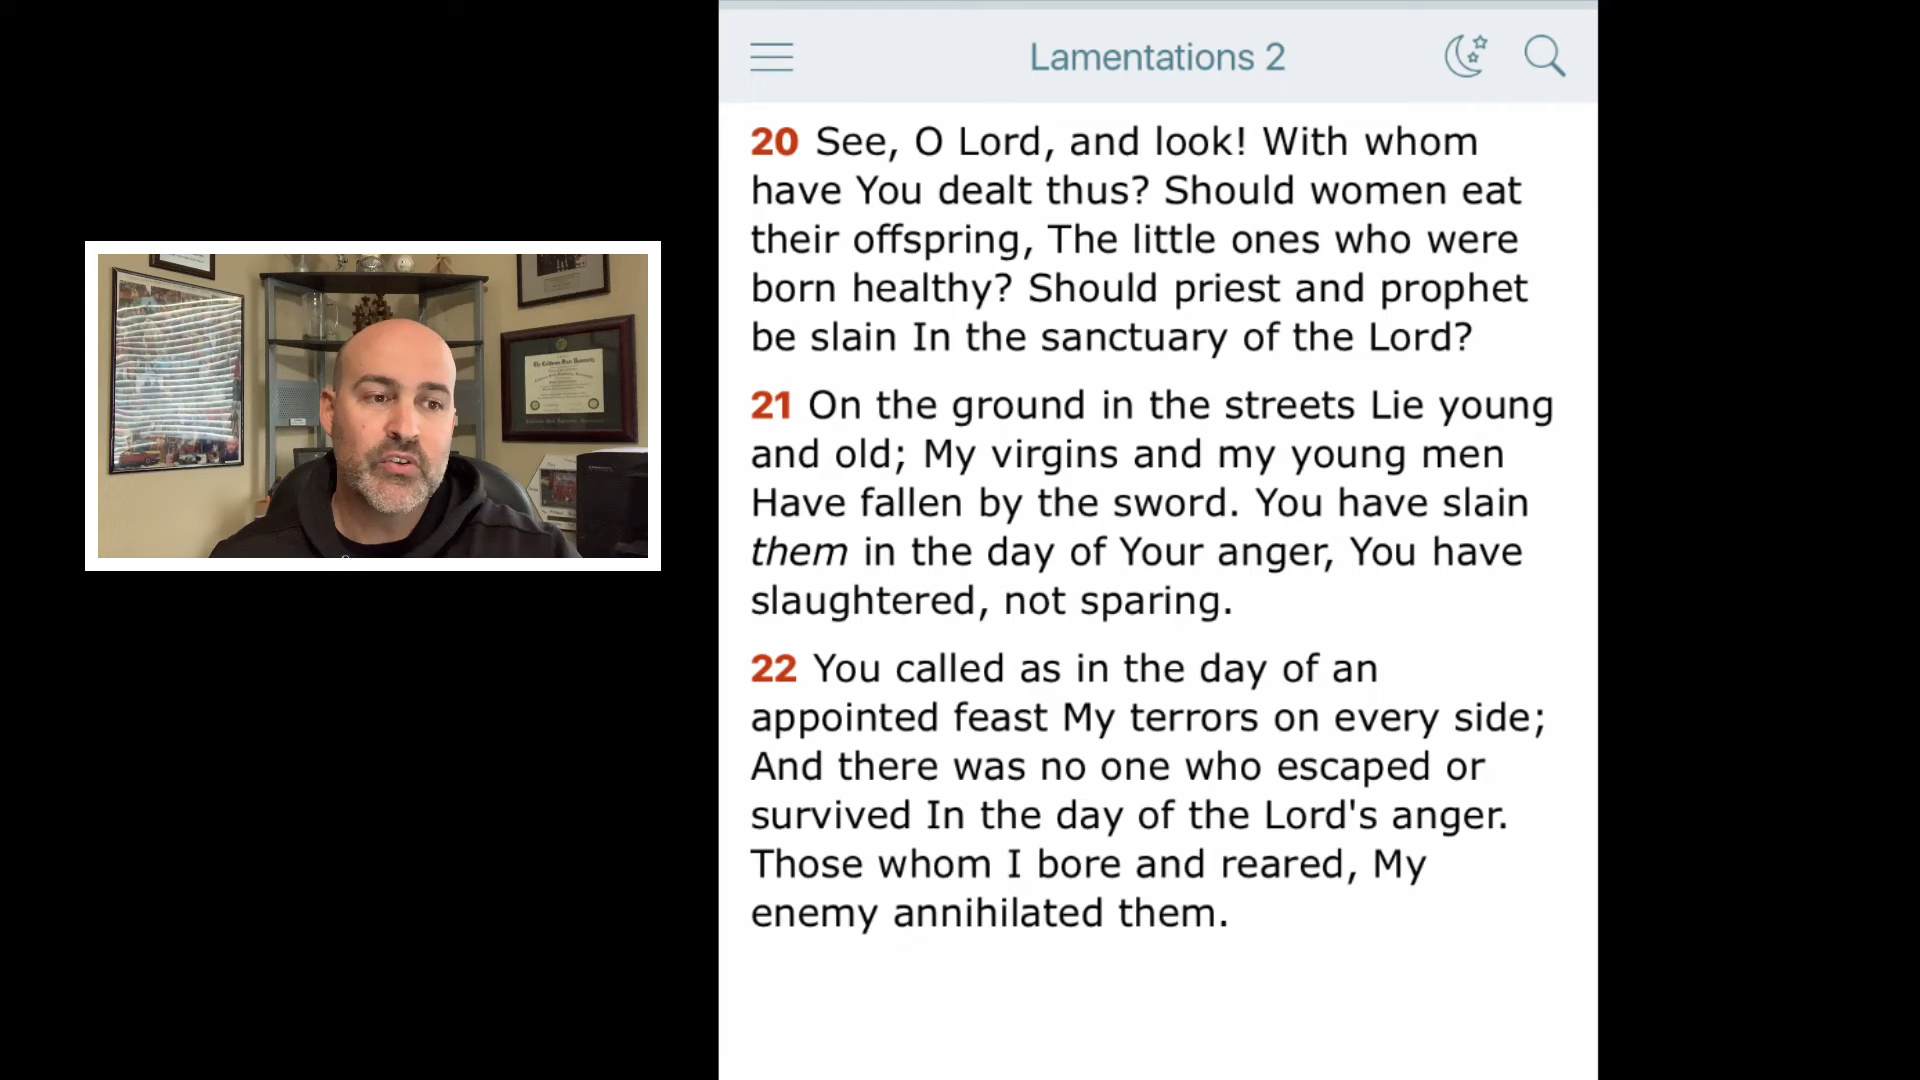 Lamentations 2
20 See, O Lord, and look! With whom
have You dealt thus? Should women eat
their offspring, The little ones who were
born healthy? Should priest and prophet
be slain In the sanctuary of the Lord?
21 On the ground in the streets Lie young
and old; My virgins and my young men
Have fallen by the sword. You have slain
them in the day of Your anger, You have
slaughtered, not sparing.
22 You called as in the day of an
appointed feast My terrors on every side;
And there was no one who escaped or
survived In the day of the Lord's anger.
Those whom I bore and reared, My
enemy annihilated them.